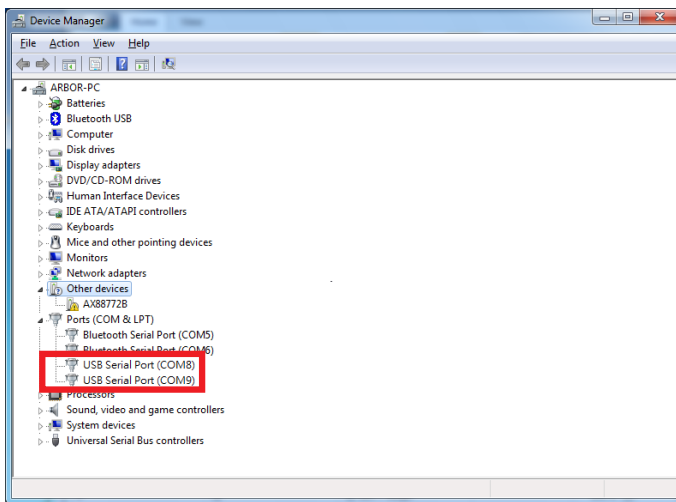 Device Manager
File Action View Help
ARBOR-PC
Batteries
Bluetooth USB
Computer
Disk drives
Display adapters
DVD/CD-ROM drives
Human Interface Devices
IDE ATA/ATAPI controllers
Keyboards
Mice and other pointing devices
Monitors
Network adapters
Other devices
AX88772B
Ports (COM & LPT)
Bluetooth Serial Port (COM5)
Bluetooth Serial Port (COM6)
USB Serial Port (COM8)
USB Serial Port (COM9)
Processors
Sound, video and game controllers
System devices
Universal Serial Bus controllers